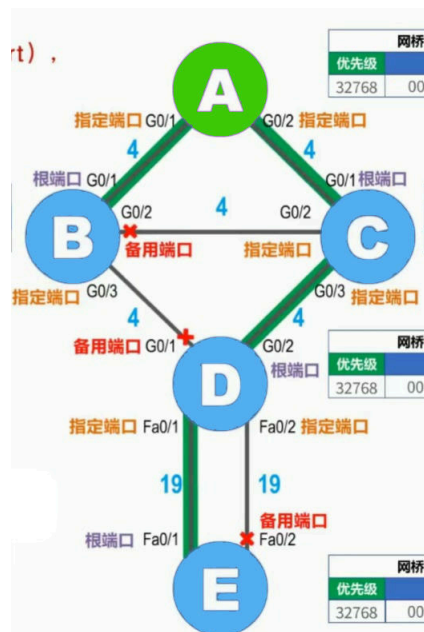 rt），
网桥
优先级
32768 00
A
指定端口 G0/1
G0/2 指定端口
4
4
根端口 G0/1
G0/1 根端口
G0/2
4
G0/2
B
C
备用端口
指定端口
指定端口
G0/3
G0/3
指定端口
4
4
备用端口 G0/1
G0/2
根端口
网桥
优先级
32768 00
D
指定端口 Fa0/1
Fa0/2 指定端口
19
19
备用端口
根端口 Fa0/1
Fa0/2
网桥
优先级
32768 00
E